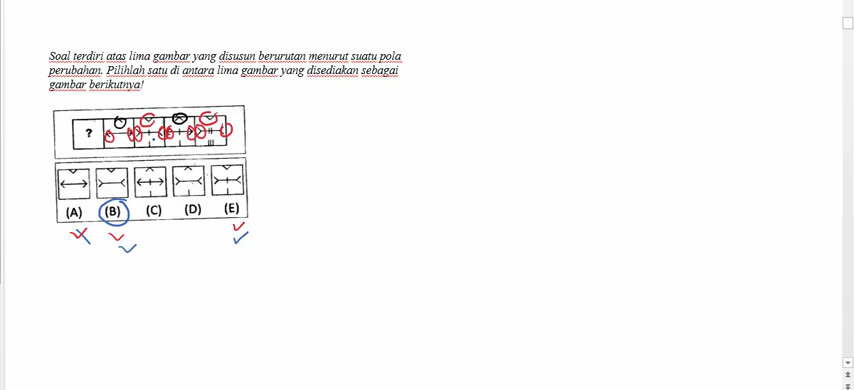 Soal terdiri atas lima gambar yang disusun berurutan menurut suatu pola
perubahan. Pilihlah satu di antara lima gambar yang disediakan sebagai
gambar berikutnya!
?
(A) (B) (C) (D) (E)